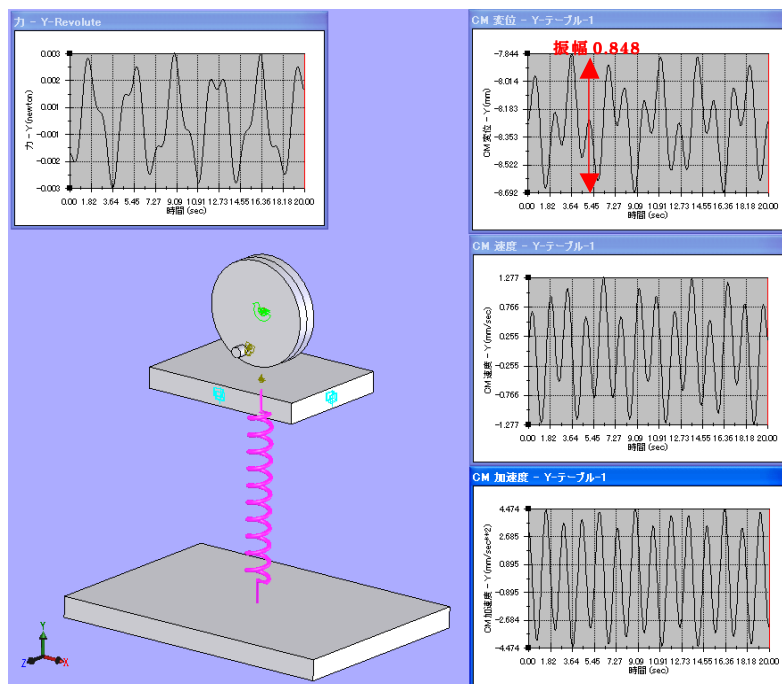 力 - Y-Revolute
0.003
0.002
0.001
-0.001
-0.002
-0.003
力 - Y (newton)
0.00 1.82 3.64 5.45 7.27 9.09 10.91 12.73 14.55 16.36 18.18 20.00
時間 (sec)
CM 変位 - Y-テーブル-1
振幅 0.848
-7.844
-8.014
-8.183
-8.353
-8.522
-8.692
CM 変位 - Y (mm)
0.00 1.82 3.64 5.45 7.27 9.09 10.91 12.73 14.55 16.36 18.18 20.00
時間 (sec)
CM 速度 - Y-テーブル-1
1.277
0.766
0.255
-0.255
-0.766
-1.277
CM 速度 - Y (mm/sec)
0.00 1.82 3.64 5.45 7.27 9.09 10.91 12.73 14.55 16.36 18.18 20.00
時間 (sec)
CM 加速度 - Y-テーブル-1
4.474
2.685
0.895
-0.895
-2.684
-4.474
CM 加速度 - Y (mm/sec**2)
0.00 1.82 3.64 5.45 7.27 9.09 10.91 12.73 14.55 16.36 18.18 20.00
時間 (sec)
Y
Z X